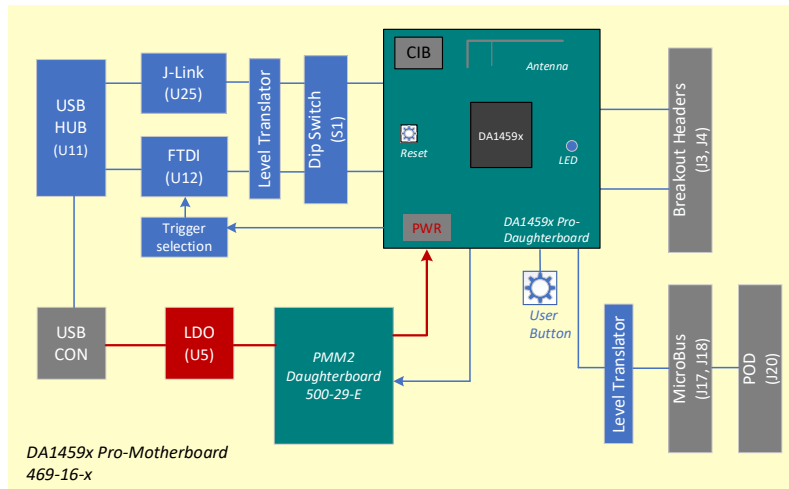 J-Link
(U25)
USB
HUB
(U11)
FTDI
(U12)
Trigger
selection
Level Translator
Dip Switch
(S1)
CIB
Antenna
DA1459x
Reset
LED
PWR
DA1459x Pro-
Daughterboard
Breakout Headers
(J3, J4)
User
Button
USB
CON
LDO
(U5)
PMM2
Daughterboard
500-29-E
Level Translator
MicroBus
(J17, J18)
POD
(J20)
DA1459x Pro-Motherboard
469-16-x